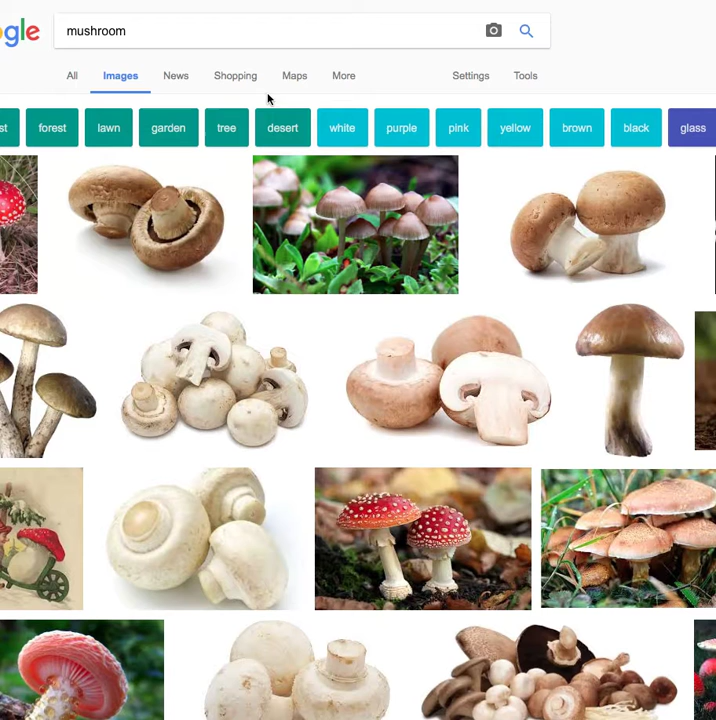 gle mushroom
All Images News Shopping Maps More Settings Tools
st forest lawn garden tree desert white purple pink yellow brown black glass